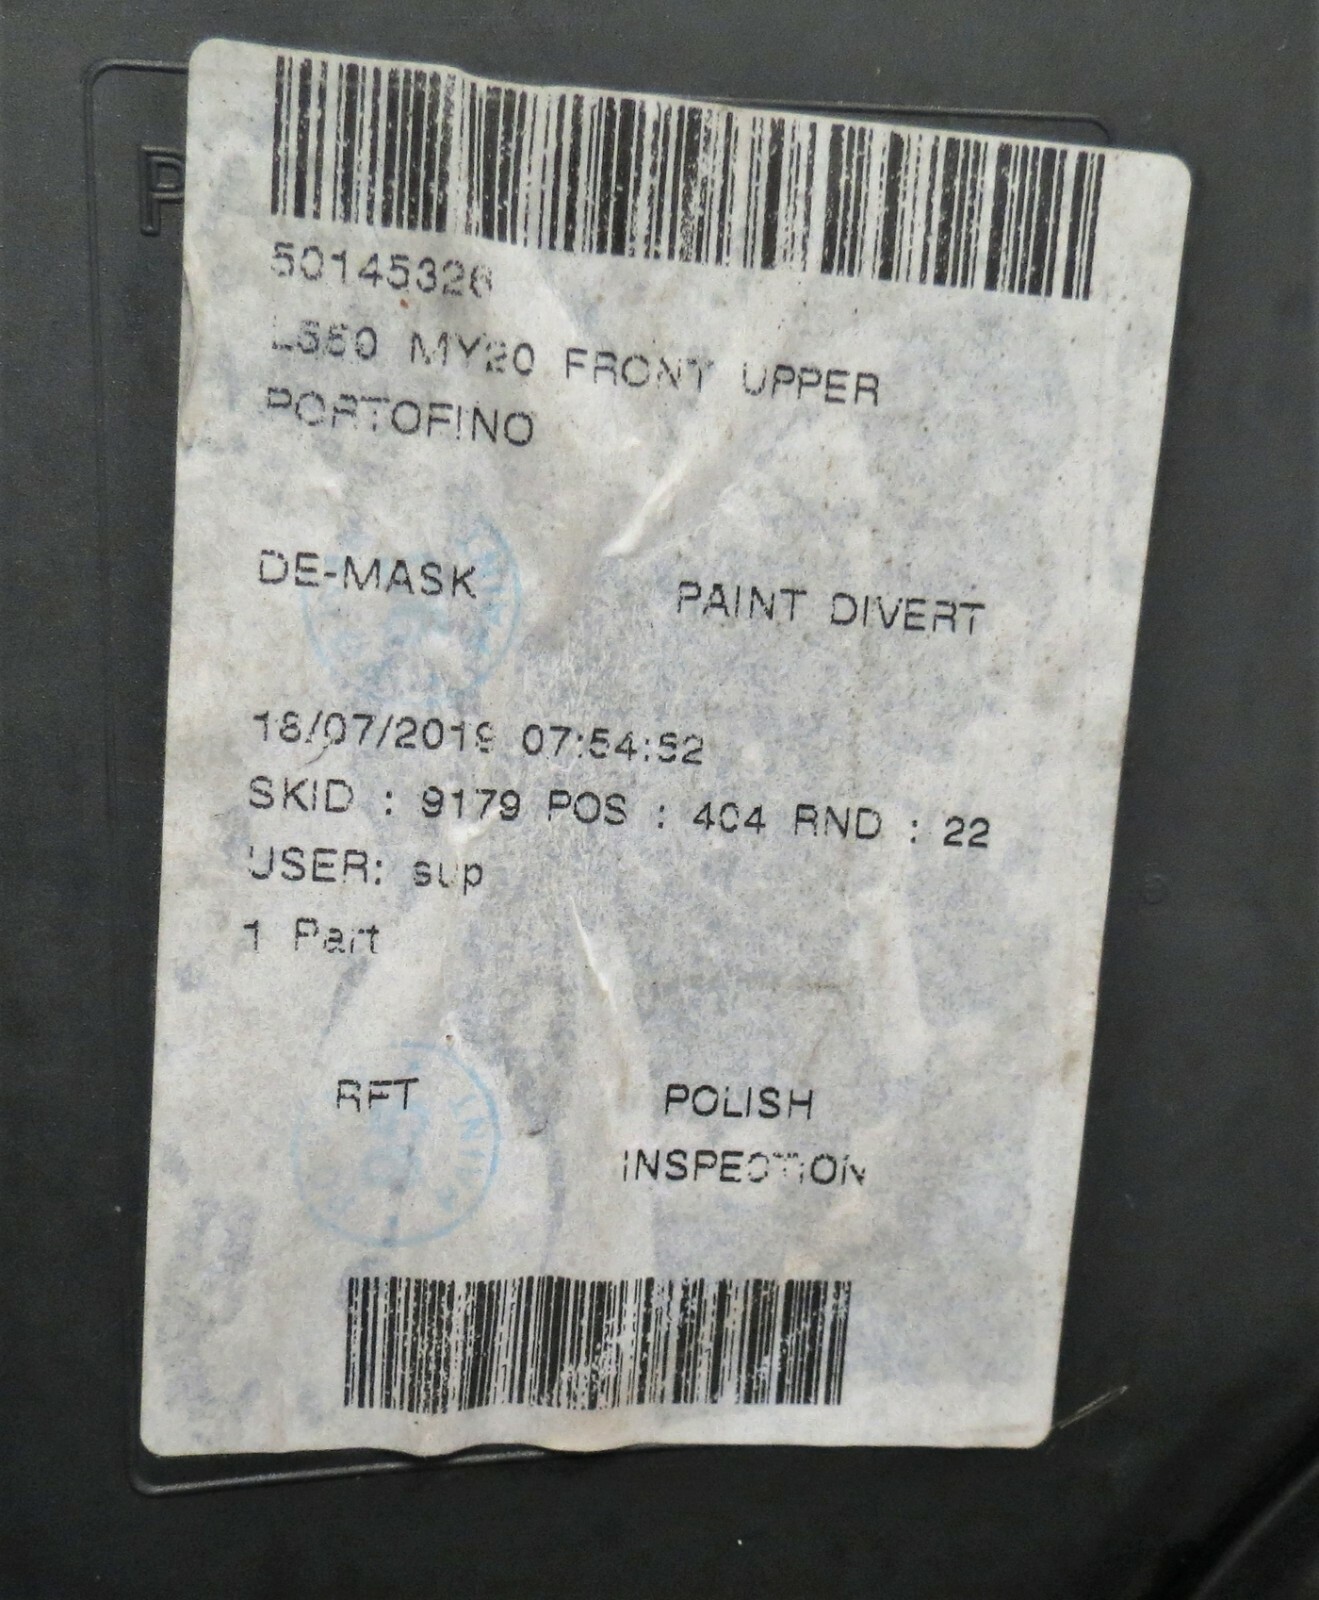 50145326
L550 MY20 FRONT UPPER
PORTOFINO
DE-MASK PAINT DIVERT
18/07/2019 07:54:52
SKID : 9179 POS : 404 RND : 22
USER: sup
1 Part
RFT POLISH
INSPECTION